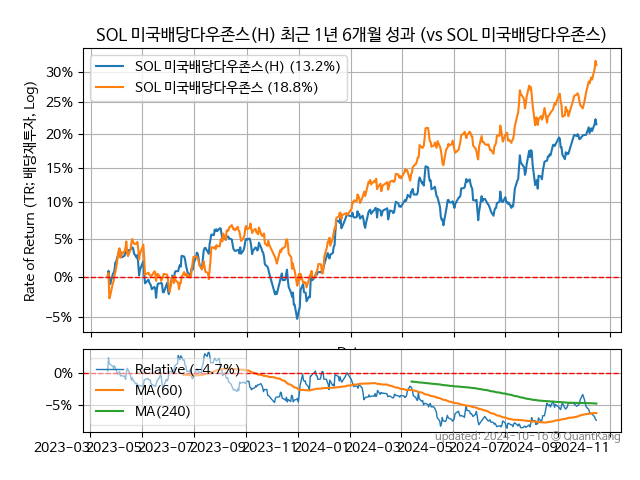 SOL 미국배당다우존스(H) 최근 1년 6개월 성과 (vs SOL 미국배당다우존스)
SOL 미국배당다우존스(H) (13.2%)
SOL 미국배당다우존스 (18.8%)
Rate of Return (TR: 배당재투자, Log)
30%
25%
20%
15%
10%
5%
0%
−5%
Relative (−4.7%)
MA(60)
MA(240)
0%
−5%
updated: 2024-10-16 @ QuantKang
2023-03 2023-05 2023-07 2023-09 2023-11 2024-01 2024-03 2024-05 2024-07 2024-09 2024-11